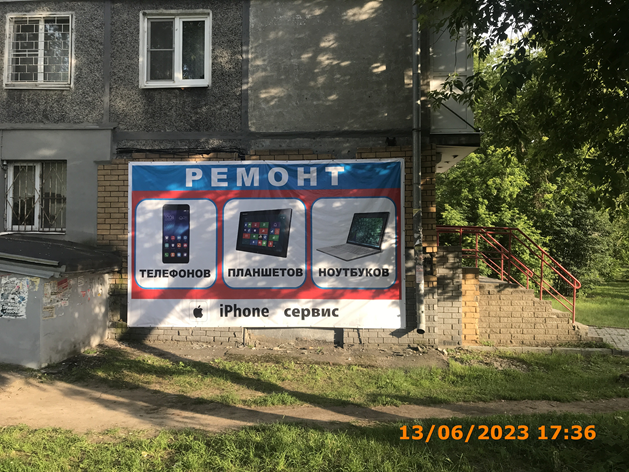 РЕМОНТ
ТЕЛЕФОНОВ ПЛАНШЕТОВ НОУТБУКОВ
iPhone сервис
13/06/2023 17:36